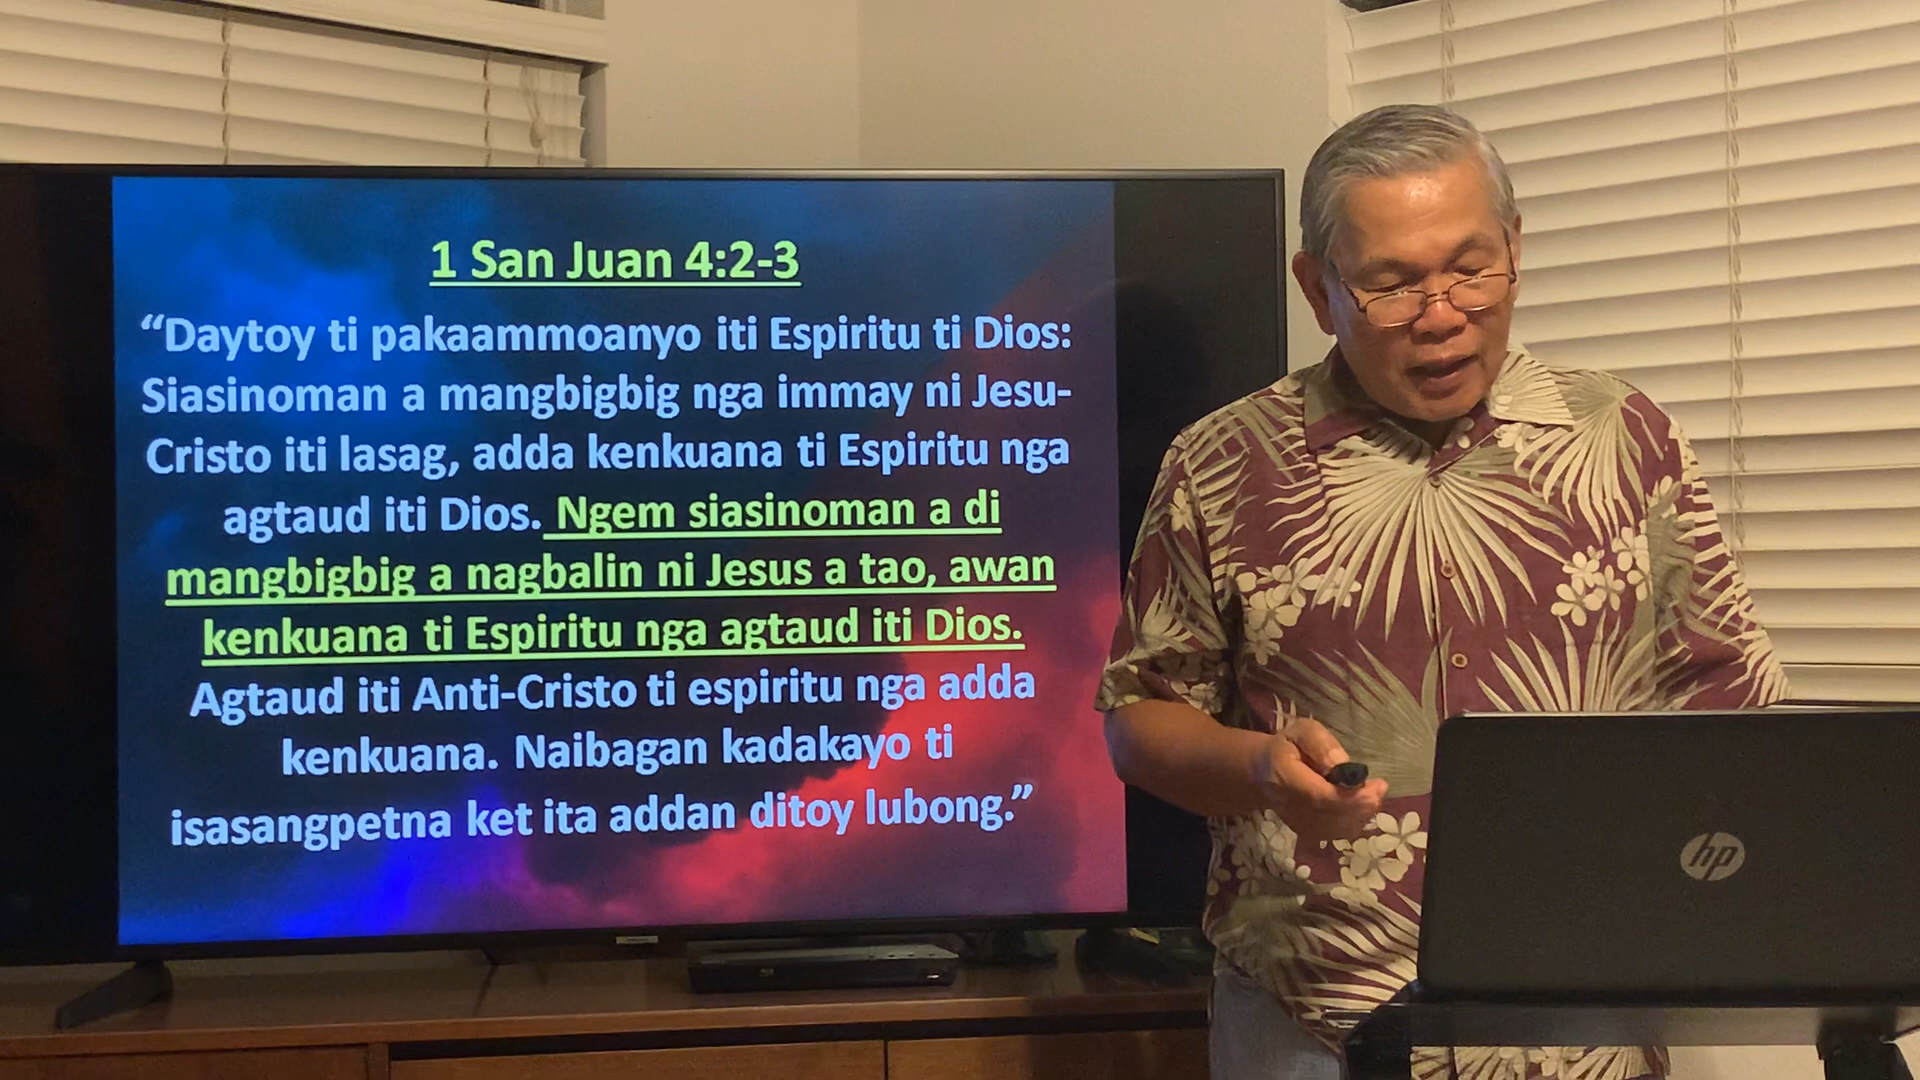 1 San Juan 4:2-3
“Daytoy ti pakaammoanyo iti Espiritu ti Dios:
Siasinoman a mangbigbig nga immay ni Jesu-
Cristo iti lasag, adda kenkuana ti Espiritu nga
agtaud iti Dios. Ngem siasinoman a di
mangbigbig a nagbalin ni Jesus a tao, awan
kenkuana ti Espiritu nga agtaud iti Dios.
Agtaud iti Anti-Cristo ti espiritu nga adda
kenkuana. Naibagan kadakayo ti
isasangpetna ket ita addan ditoy lubong.”
hp